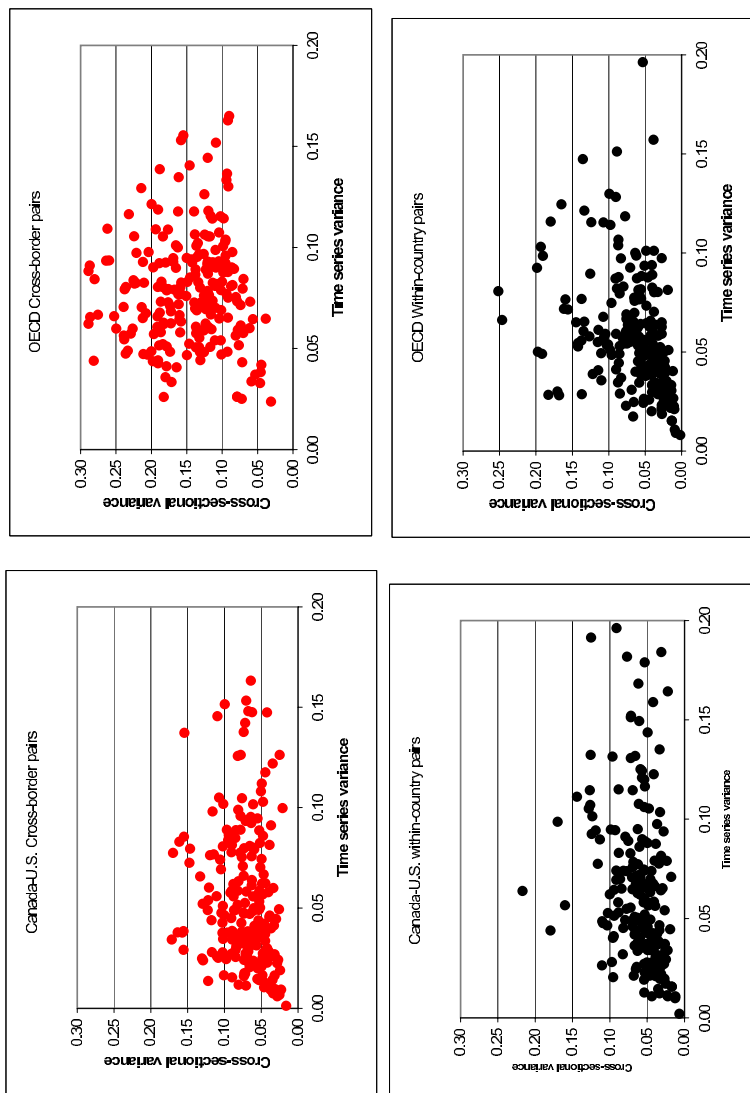 Canada-U.S. Cross-border pairs
Cross-sectional variance
0.30
0.25
0.20
0.15
0.10
0.05
0.00
0.00 0.05 0.10 0.15 0.20
Time series variance
OECD Cross-border pairs
Cross-sectional variance
0.30
0.25
0.20
0.15
0.10
0.05
0.00
0.00 0.05 0.10 0.15 0.20
Time series variance
Canada-U.S. within-country pairs
Cross-sectional variance
0.30
0.25
0.20
0.15
0.10
0.05
0.00
0.00 0.05 0.10 0.15 0.20
Time series variance
OECD Within-country pairs
Cross-sectional variance
0.30
0.25
0.20
0.15
0.10
0.05
0.00
0.00 0.05 0.10 0.15 0.20
Time series variance